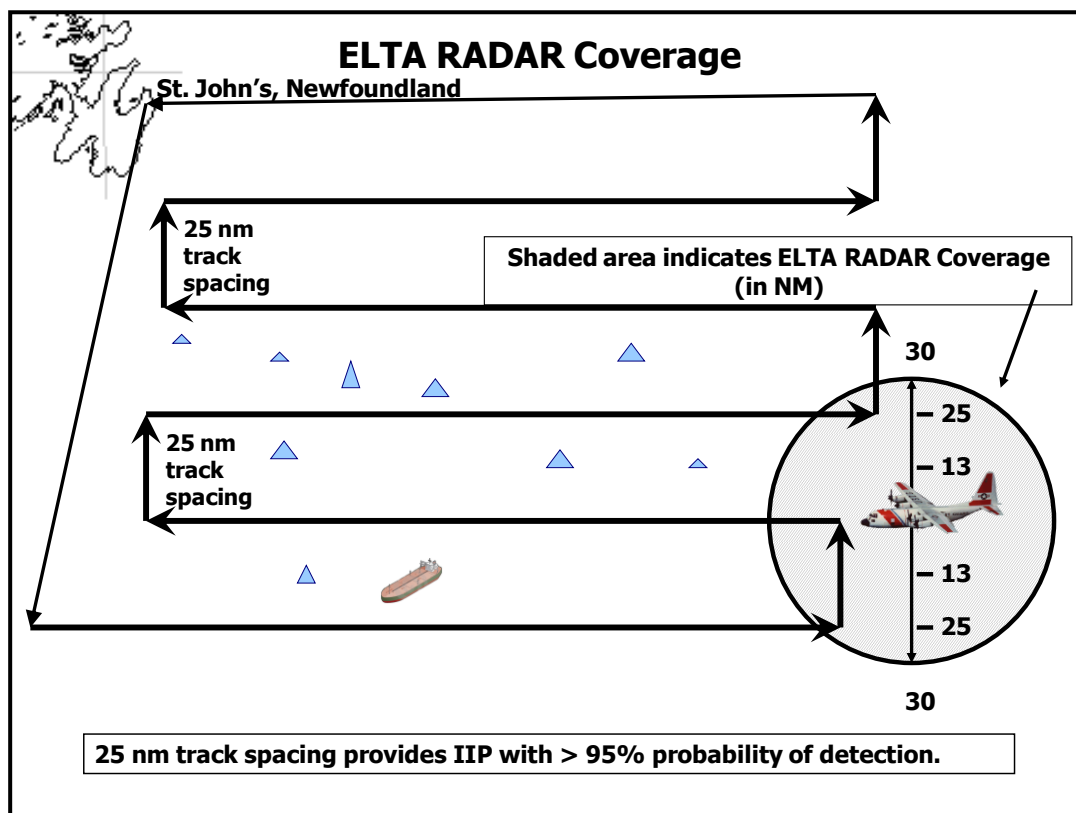 ELTA RADAR Coverage
St. John's, Newfoundland
25 nm
track
spacing
Shaded area indicates ELTA RADAR Coverage
(in NM)
30
25
13
25 nm
track
spacing
13
25
30
25 nm track spacing provides IIP with > 95% probability of detection.